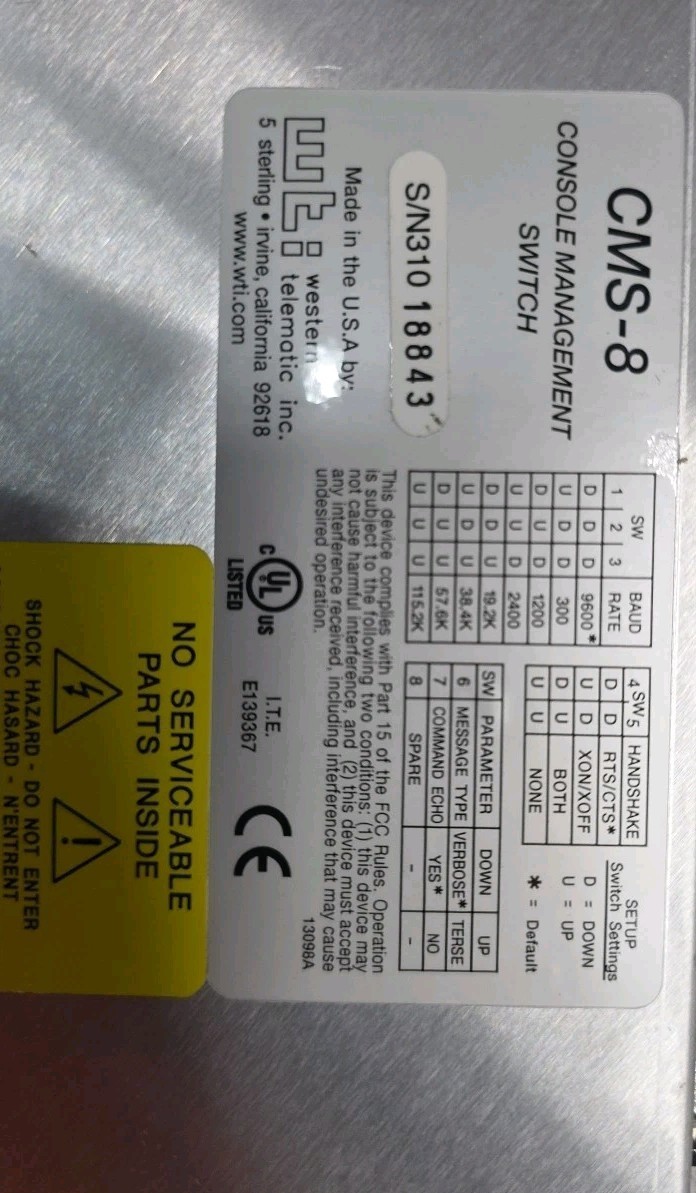 CMS-8
CONSOLE MANAGEMENT
SWITCH
S/N310 18843
Made in the U.S.A by:
wti western
telematic inc.
5 sterling • irvine, california 92618
www.wti.com
SW BAUD
1 2 3 RATE
D D D 9600*
U D D 300
D U D 1200
U U D 2400
D D U 19.2K
U D U 38.4K
D U U 57.6K
U U U 115.2K
4 SW 5 HANDSHAKE
D D RTS/CTS*
U D XON/XOFF
D U BOTH
U U NONE
SETUP
Switch Settings
D = DOWN
U = UP
* = Default
SW PARAMETER DOWN UP
6 MESSAGE TYPE VERBOSE* TERSE
7 COMMAND ECHO YES* NO
8 SPARE - -
This device complies with Part 15 of the FCC Rules. Operation
is subject to the following two conditions: (1) this device may
not cause harmful interference, and (2) this device must accept
any interference received, including interference that may cause
undesired operation.
13098A
C UL US
LISTED
I.T.E.
E139367
CE
NO SERVICEABLE
PARTS INSIDE
SHOCK HAZARD - DO NOT ENTER
CHOC HASARD - N'ENTRENT